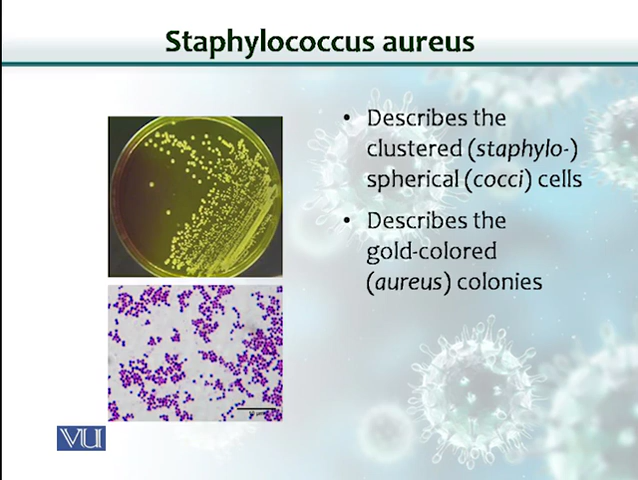 Staphylococcus aureus
• Describes the
clustered (staphylo-)
spherical (cocci) cells
• Describes the
gold-colored
(aureus) colonies
VU